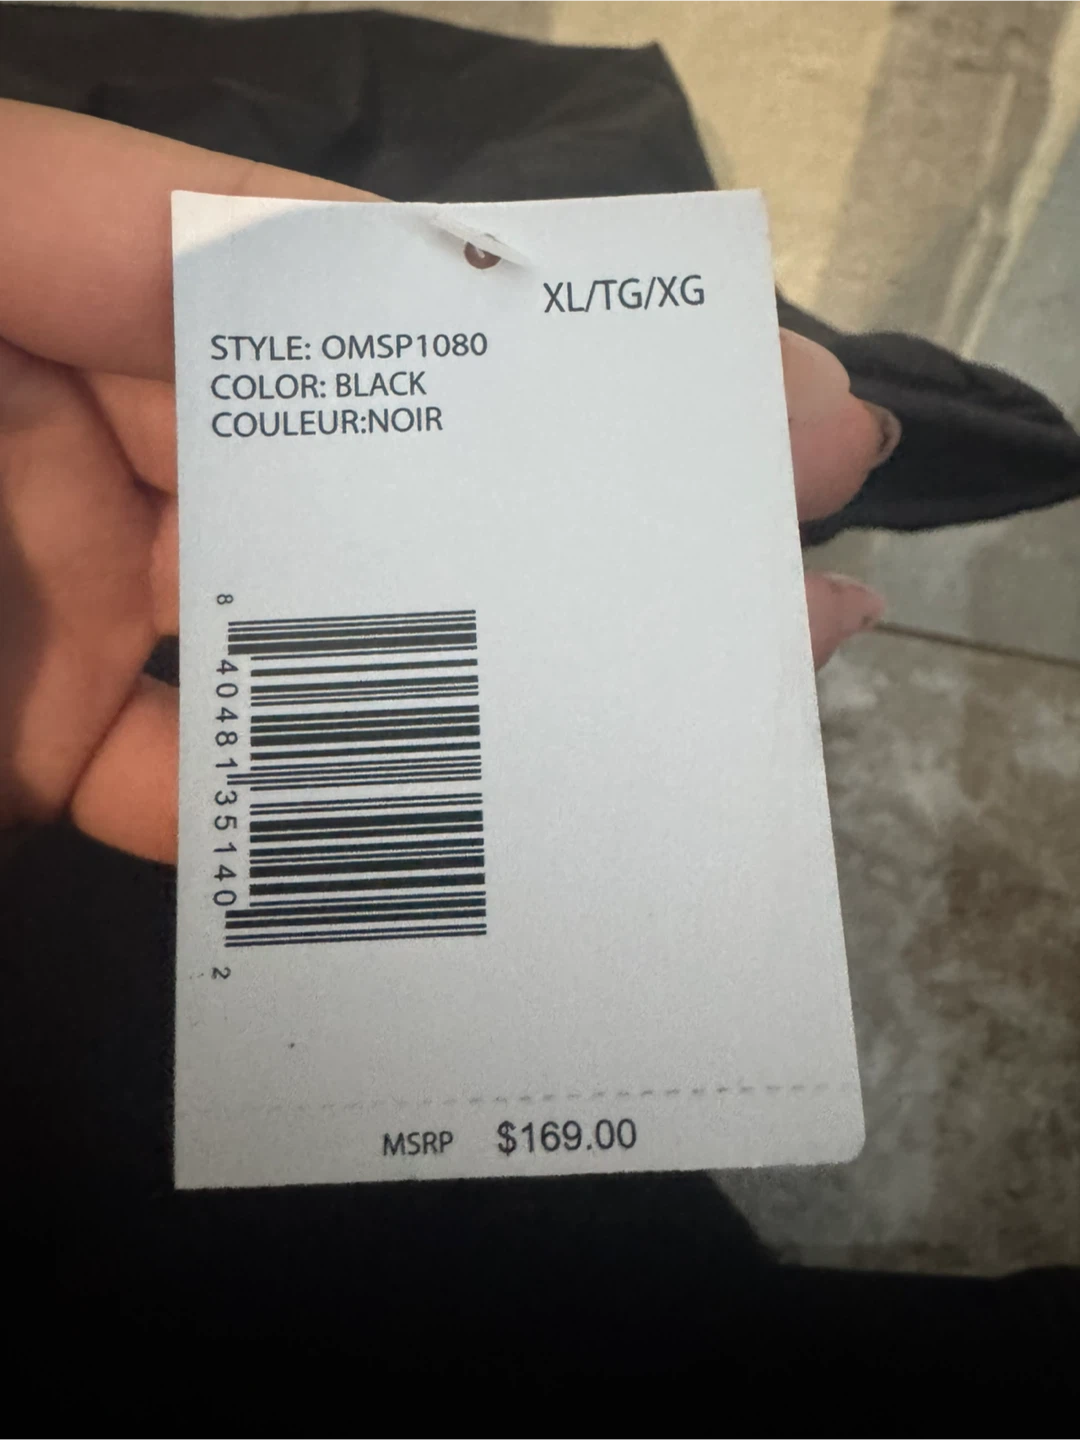 XL/TG/XG
STYLE: OMSP1080
COLOR: BLACK
COULEUR:NOIR
8 40481 35140 2
MSRP $169.00